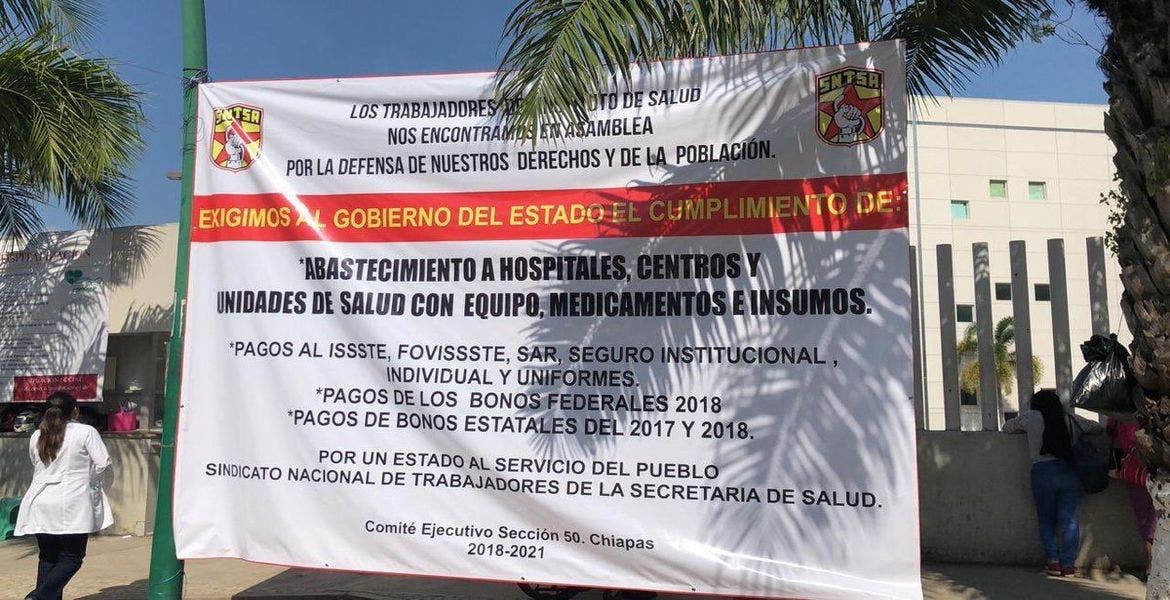 SNTSA
SNTSA
LOS TRABAJADORES DE SALUD
NOS ENCONTRAMOS EN ASAMBLEA
POR LA DEFENSA DE NUESTROS DERECHOS Y DE LA POBLACIÓN.
EXIGIMOS AL GOBIERNO DEL ESTADO EL CUMPLIMIENTO DE:
*ABASTECIMIENTO A HOSPITALES, CENTROS Y
UNIDADES DE SALUD CON EQUIPO, MEDICAMENTOS E INSUMOS.
*PAGOS AL ISSSTE, FOVISSSTE, SAR, SEGURO INSTITUCIONAL ,
INDIVIDUAL Y UNIFORMES.
*PAGOS DE LOS BONOS FEDERALES 2018
*PAGOS DE BONOS ESTATALES DEL 2017 Y 2018.
POR UN ESTADO AL SERVICIO DEL PUEBLO
SINDICATO NACIONAL DE TRABAJADORES DE LA SECRETARIA DE SALUD.
Comité Ejecutivo Sección 50. Chiapas
2018-2021